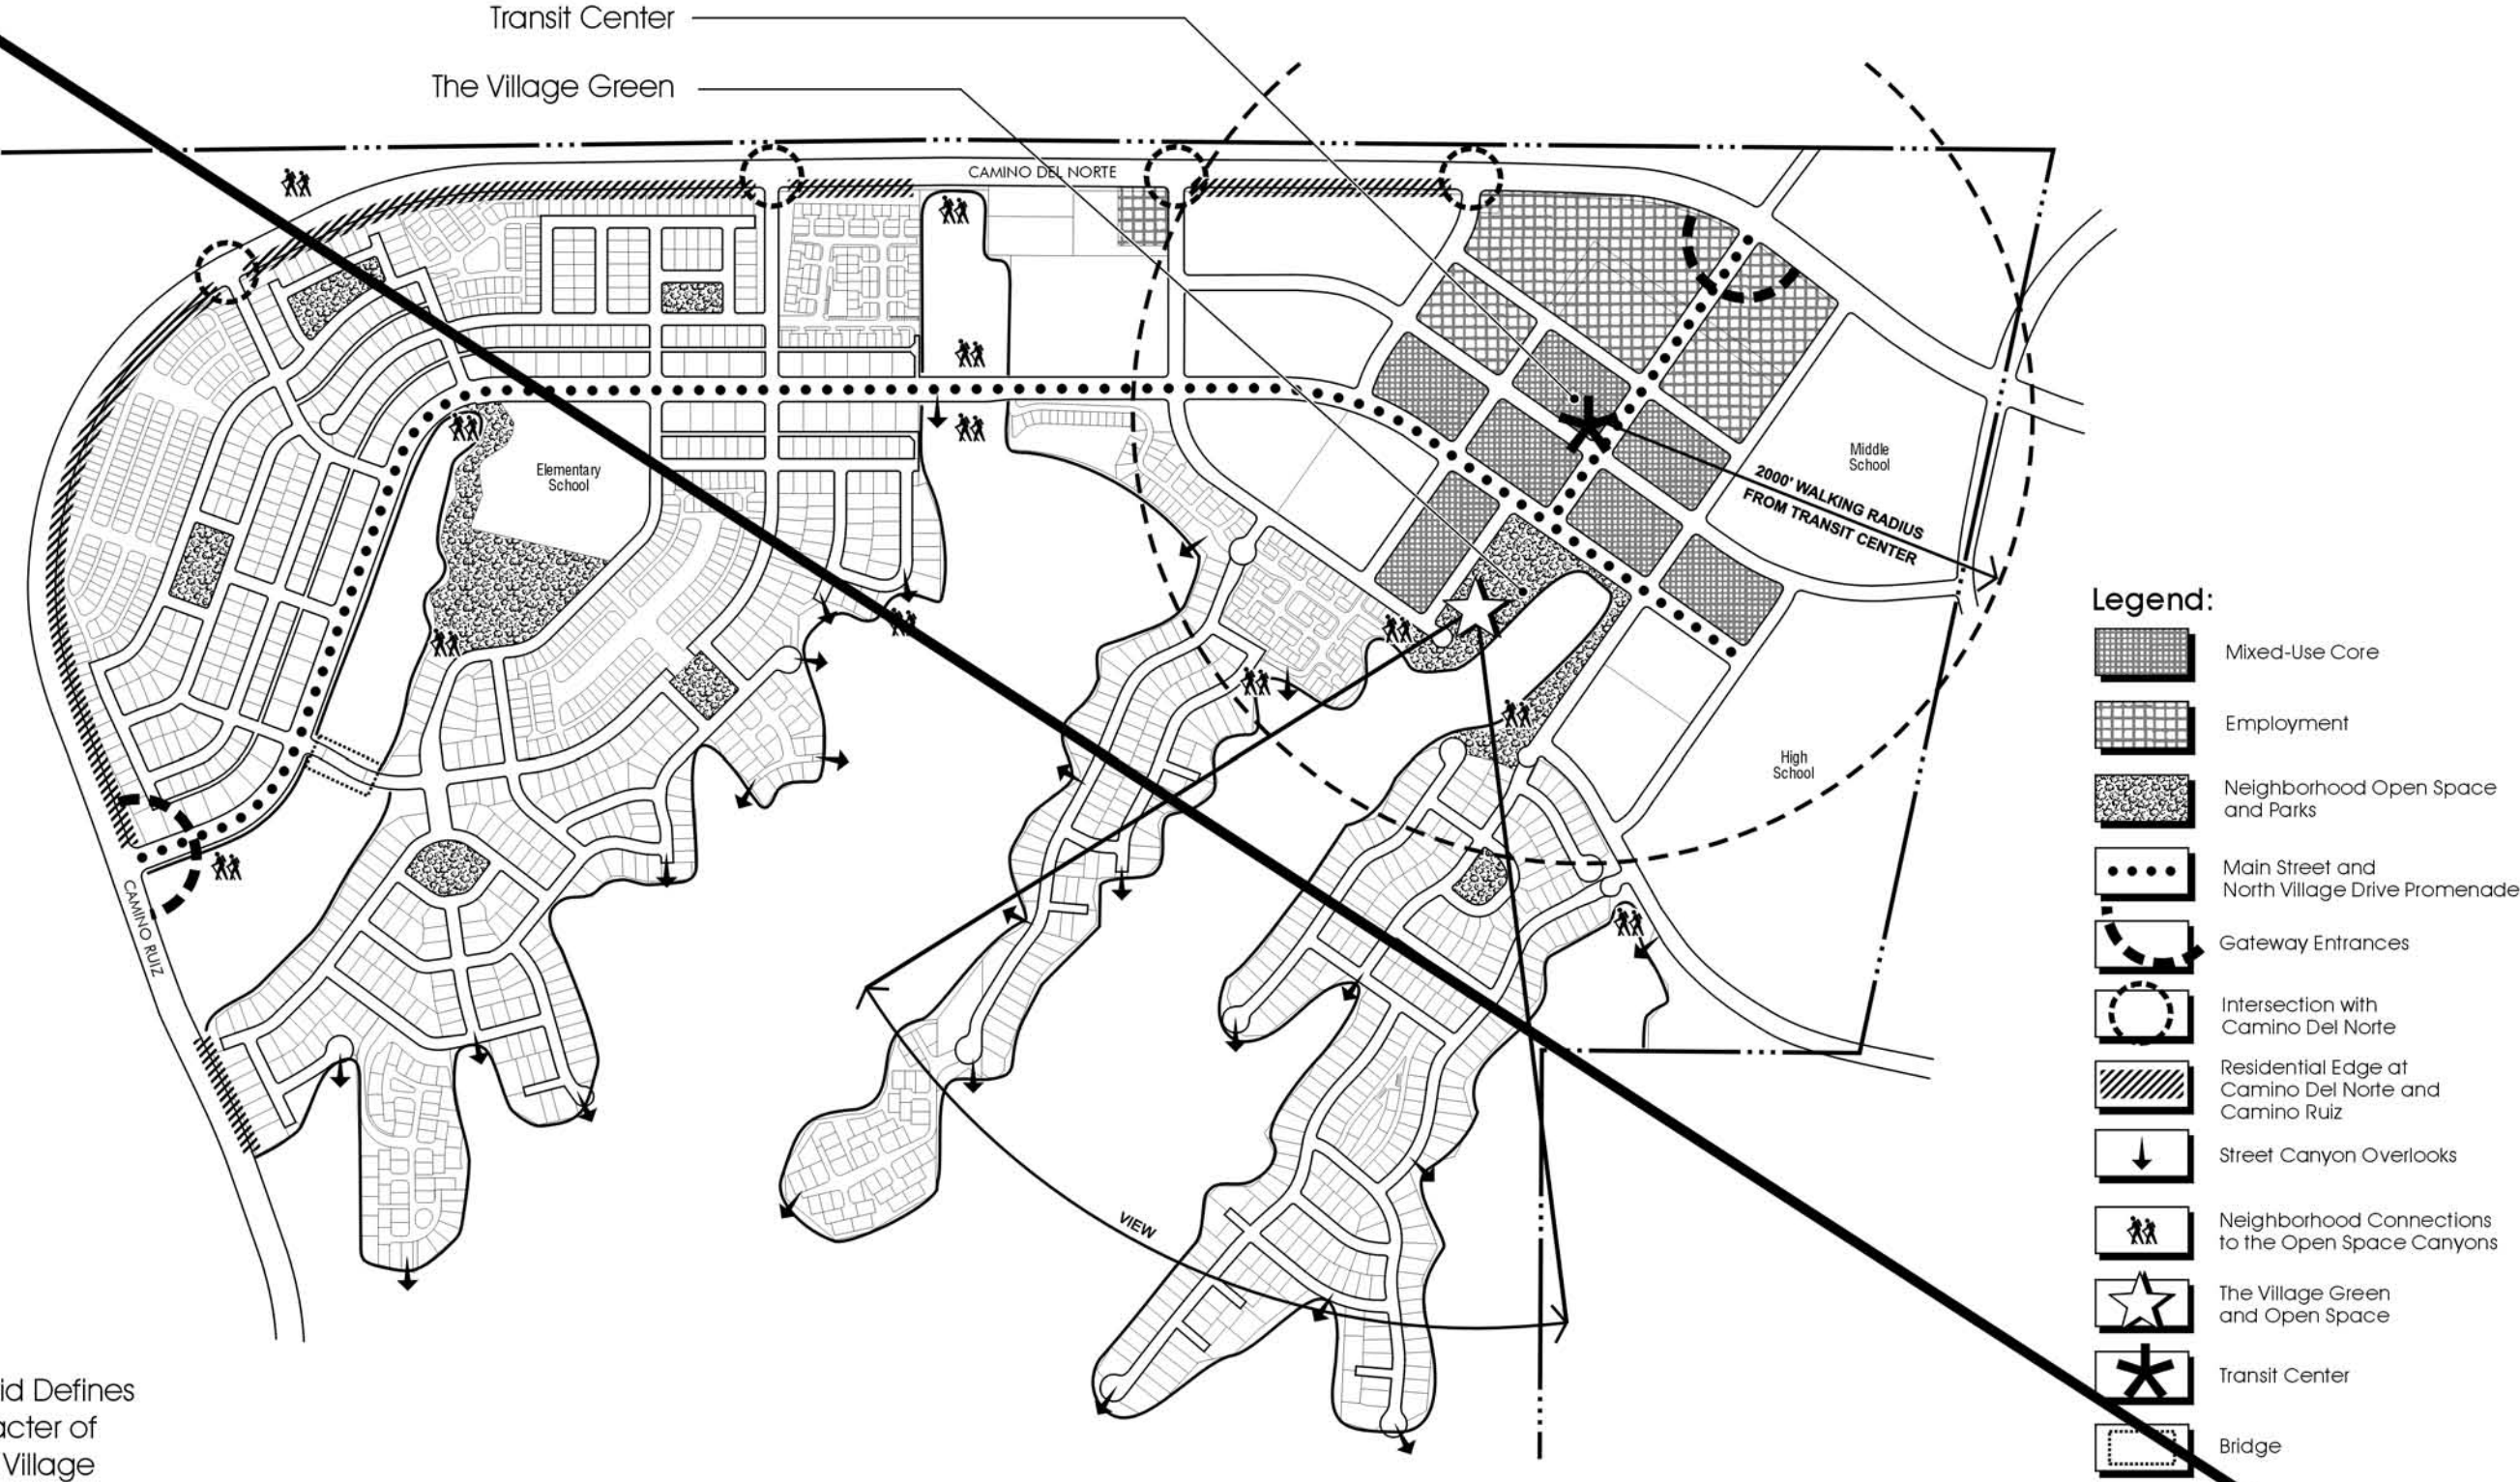 Transit Center
The Village Green
CAMINO DEL NORTE
Elementary
School
Middle
School
2000' WALKING RADIUS
FROM TRANSIT CENTER
High
School
CAMINO RUIZ
VIEW
id Defines
acter of
Village
Legend:
Mixed-Use Core
Employment
Neighborhood Open Space
and Parks
Main Street and
North Village Drive Promenade
Gateway Entrances
Intersection with
Camino Del Norte
Residential Edge at
Camino Del Norte and
Camino Ruiz
Street Canyon Overlooks
Neighborhood Connections
to the Open Space Canyons
The Village Green
and Open Space
Transit Center
Bridge